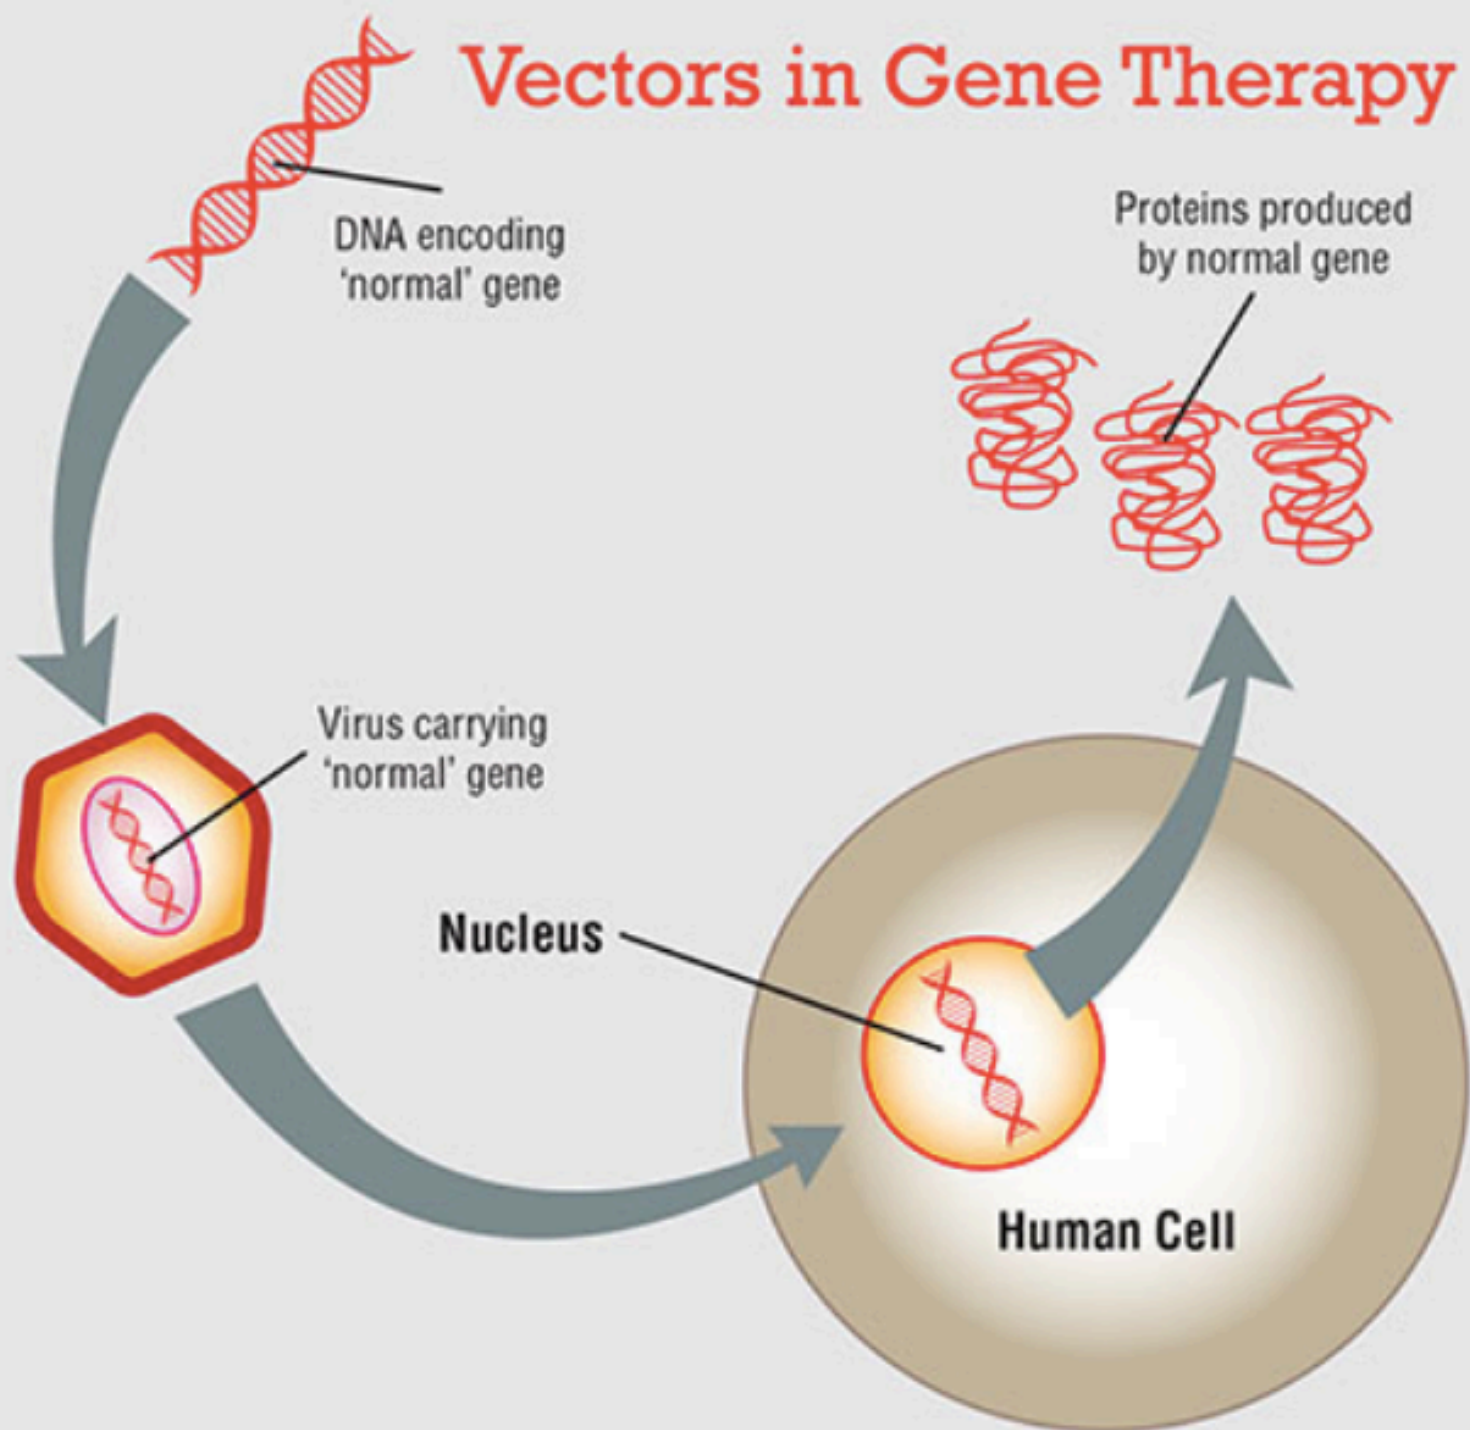 Vectors in Gene Therapy
DNA encoding
‘normal’ gene
Proteins produced
by normal gene
Virus carrying
‘normal’ gene
Nucleus
Human Cell